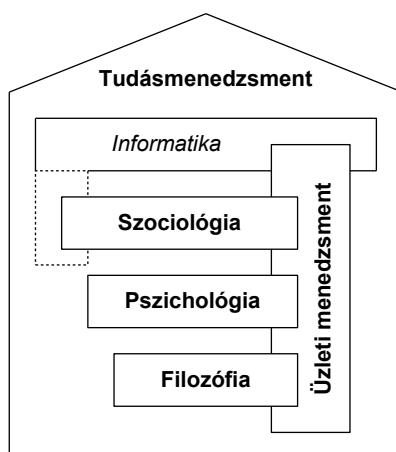 Tudásmenedzsment
Informatika
Szociológia
Pszichológia
Filozófia
Üzleti menedzsment